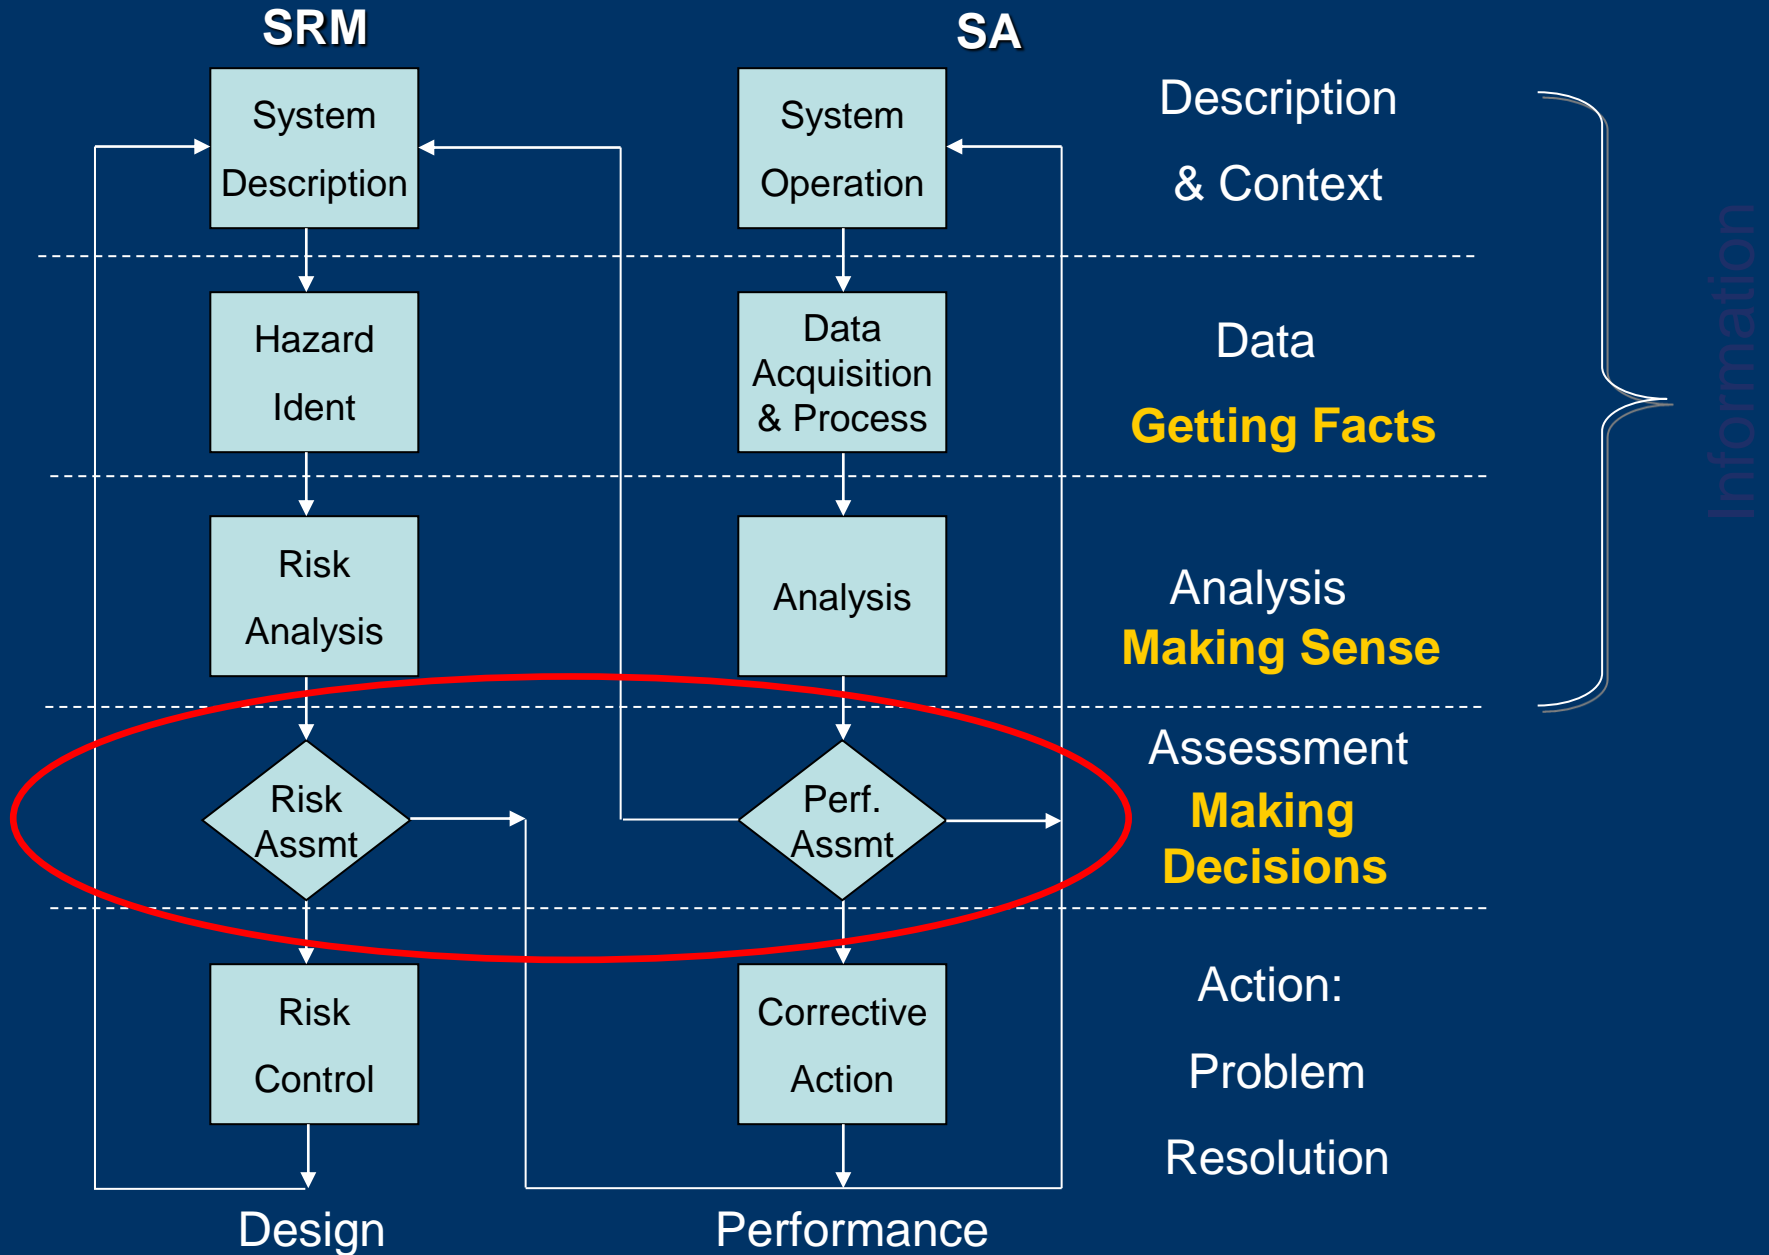 SRM
SA
System
Description
System
Operation
Description
& Context
Hazard
Ident
Data
Acquisition
& Process
Data
Getting Facts
Information
Risk
Analysis
Analysis
Analysis
Making Sense
Risk
Assmt
Perf.
Assmt
Assessment
Making
Decisions
Risk
Control
Corrective
Action
Action:
Problem
Resolution
Design
Performance